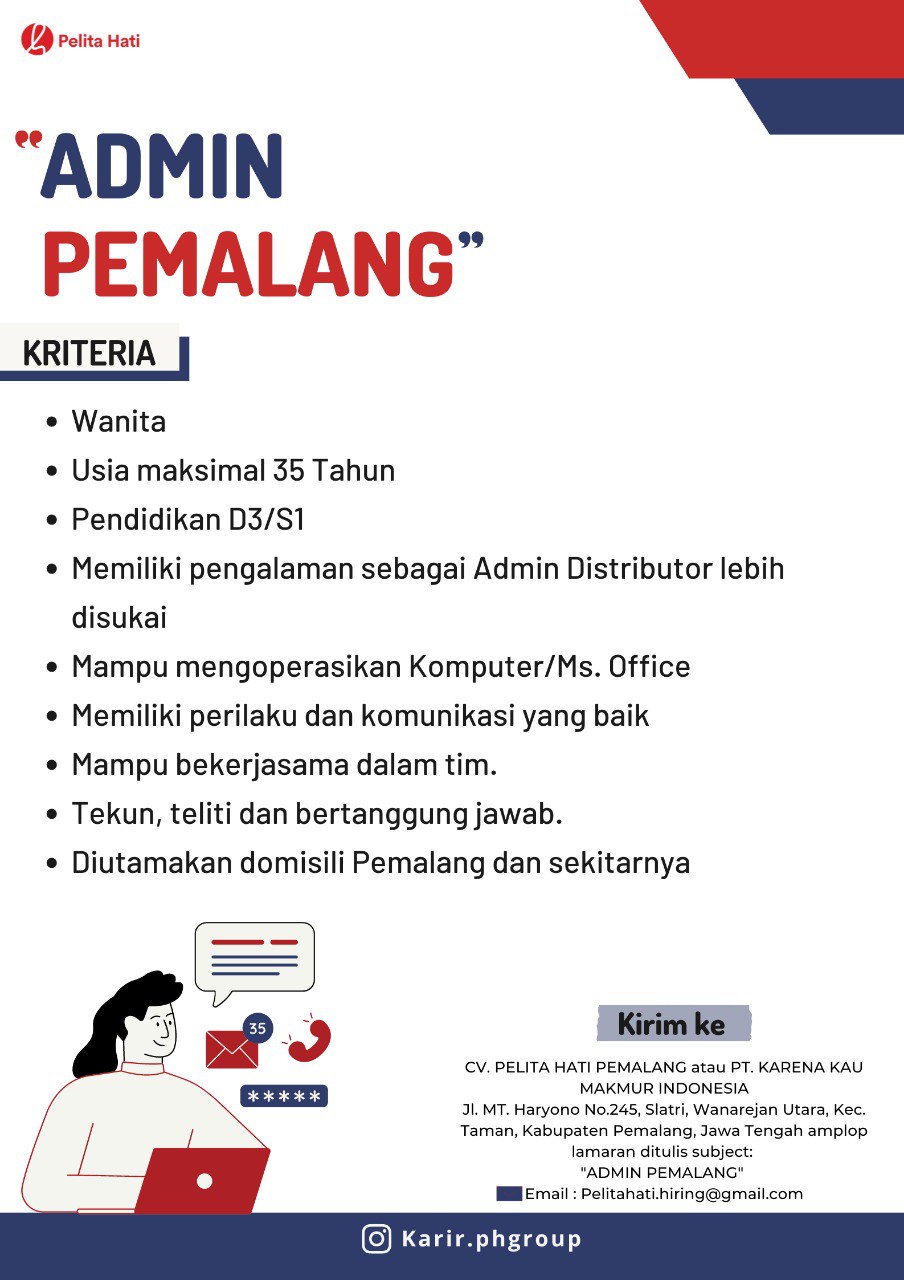 Pelita Hati
"ADMIN
PEMALANG"
KRITERIA
• Wanita
• Usia maksimal 35 Tahun
• Pendidikan D3/S1
• Memiliki pengalaman sebagai Admin Distributor lebih
disukai
• Mampu mengoperasikan Komputer/Ms. Office
• Memiliki perilaku dan komunikasi yang baik
• Mampu bekerjasama dalam tim.
• Tekun, teliti dan bertanggung jawab.
• Diutamakan domisili Pemalang dan sekitarnya
35
*****
Kirim ke
CV. PELITA HATI PEMALANG atau PT. KARENA KAU
MAKMUR INDONESIA
Jl. MT. Haryono No.245, Slatri, Wanarejan Utara, Kec.
Taman, Kabupaten Pemalang, Jawa Tengah amplop
lamaran ditulis subject:
"ADMIN PEMALANG"
Email : Pelitahati.hiring@gmail.com
Karir.phgroup